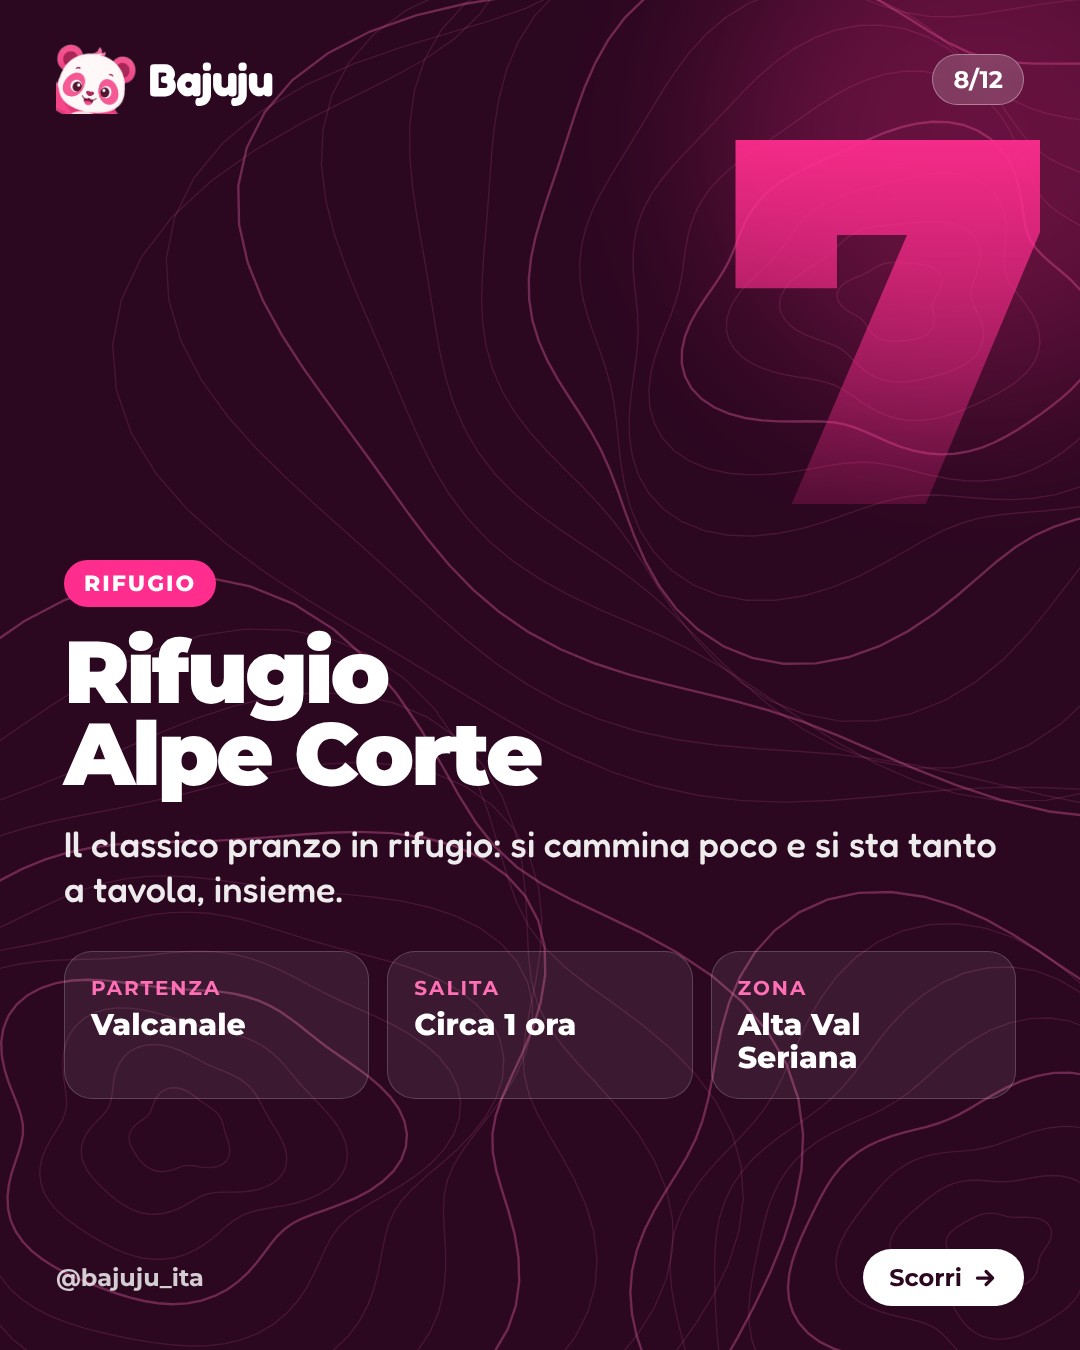 Bajuju
8/12
7
RIFUGIO
Rifugio
Alpe Corte
Il classico pranzo in rifugio: si cammina poco e si sta tanto
a tavola, insieme.
PARTENZA
Valcanale
SALITA
Circa 1 ora
ZONA
Alta Val
Seriana
@bajuju_ita
Scorri →